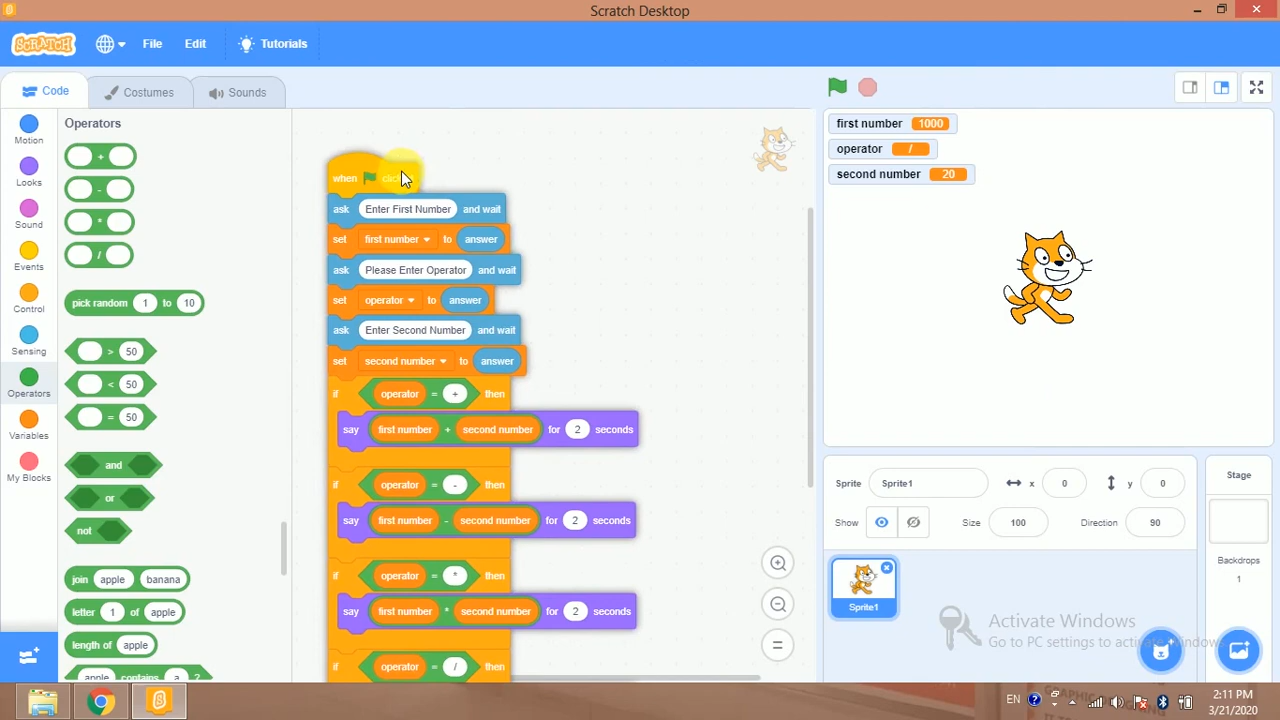 Scratch Desktop
SCRATCH
File
Edit
Tutorials
Code
Costumes
Sounds
Motion
Looks
Sound
Events
Control
Sensing
Operators
Variables
My Blocks
Operators
+
-
*
/
pick random 1 to 10
> 50
< 50
= 50
and
or
not
join apple banana
letter 1 of apple
length of apple
apple contains a ?
when
ask Enter First Number and wait
set first number to answer
ask Please Enter Operator and wait
set operator to answer
ask Enter Second Number and wait
set second number to answer
if operator = + then
say first number + second number for 2 seconds
if operator = - then
say first number - second number for 2 seconds
if operator = * then
say first number * second number for 2 seconds
if operator = / then
first number 1000
operator /
second number 20
Sprite Sprite1 x 0 y 0
Show Size 100 Direction 90
Sprite1
Stage
Backdrops
1
Activate Windows
Go to PC settings to activate Windows
EN
2:11 PM
3/21/2020